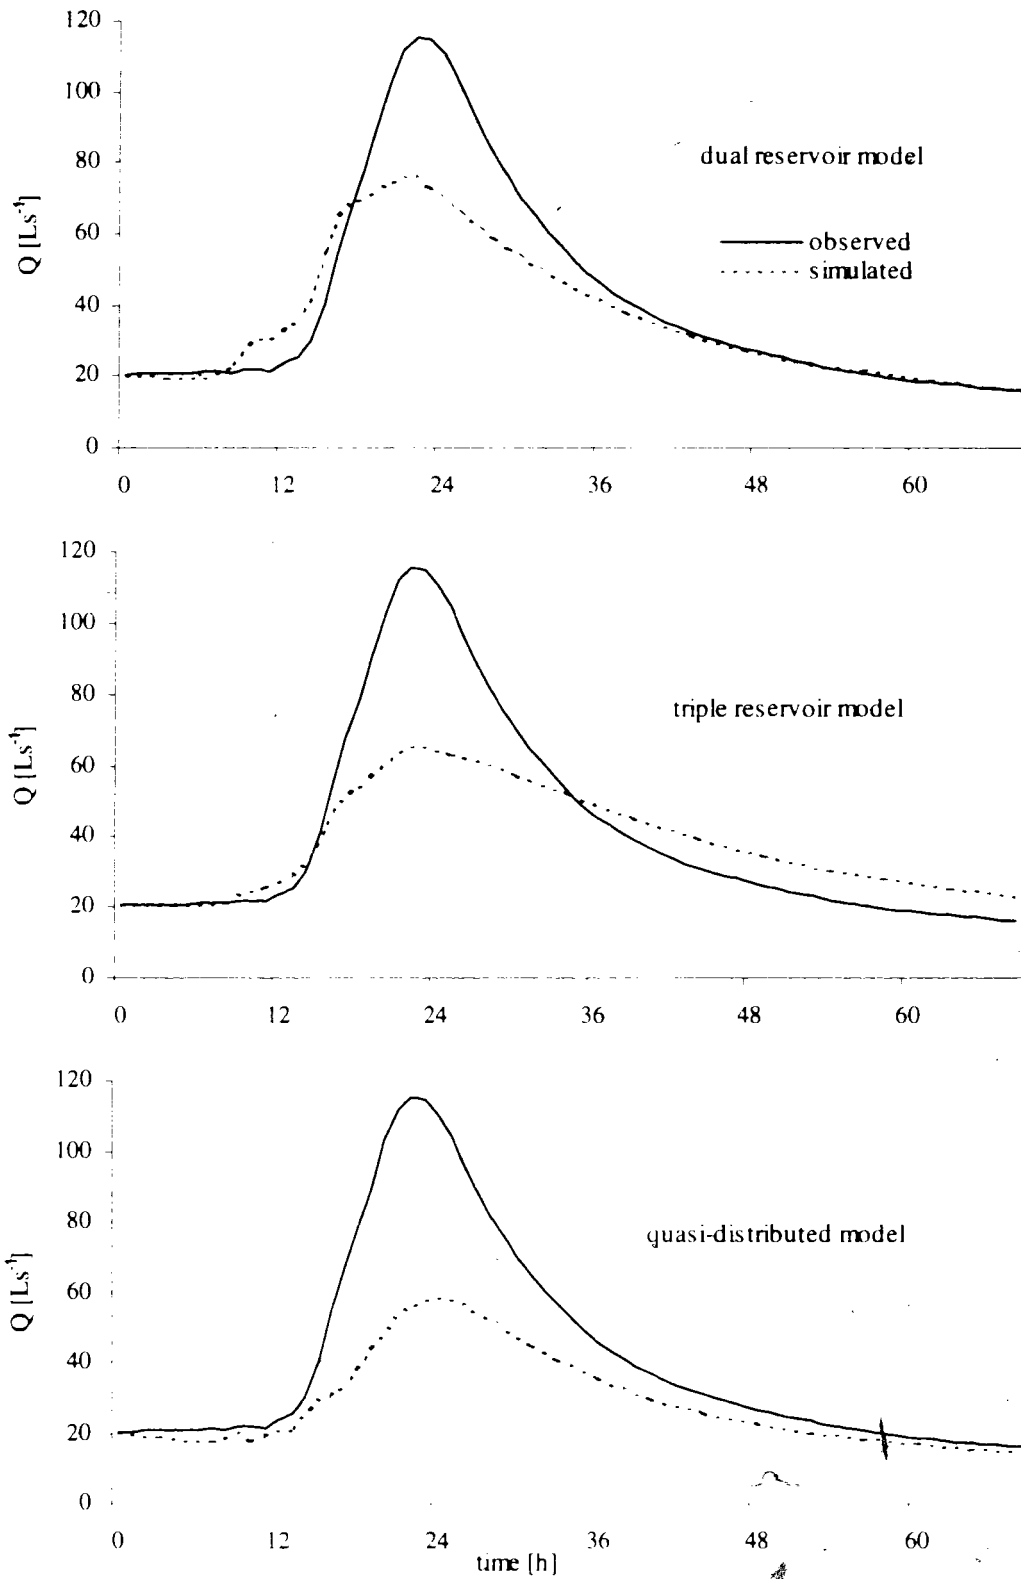 120
100
80
60
40
20
0
Q [Ls⁻¹]
dual reservoir model
observed
simulated
0 12 24 36 48 60
120
100
80
60
40
20
0
Q [Ls⁻¹]
triple reservoir model
0 12 24 36 48 60
120
100
80
60
40
20
0
Q [Ls⁻¹]
quasi-distributed model
0 12 24 36 48 60
time [h]